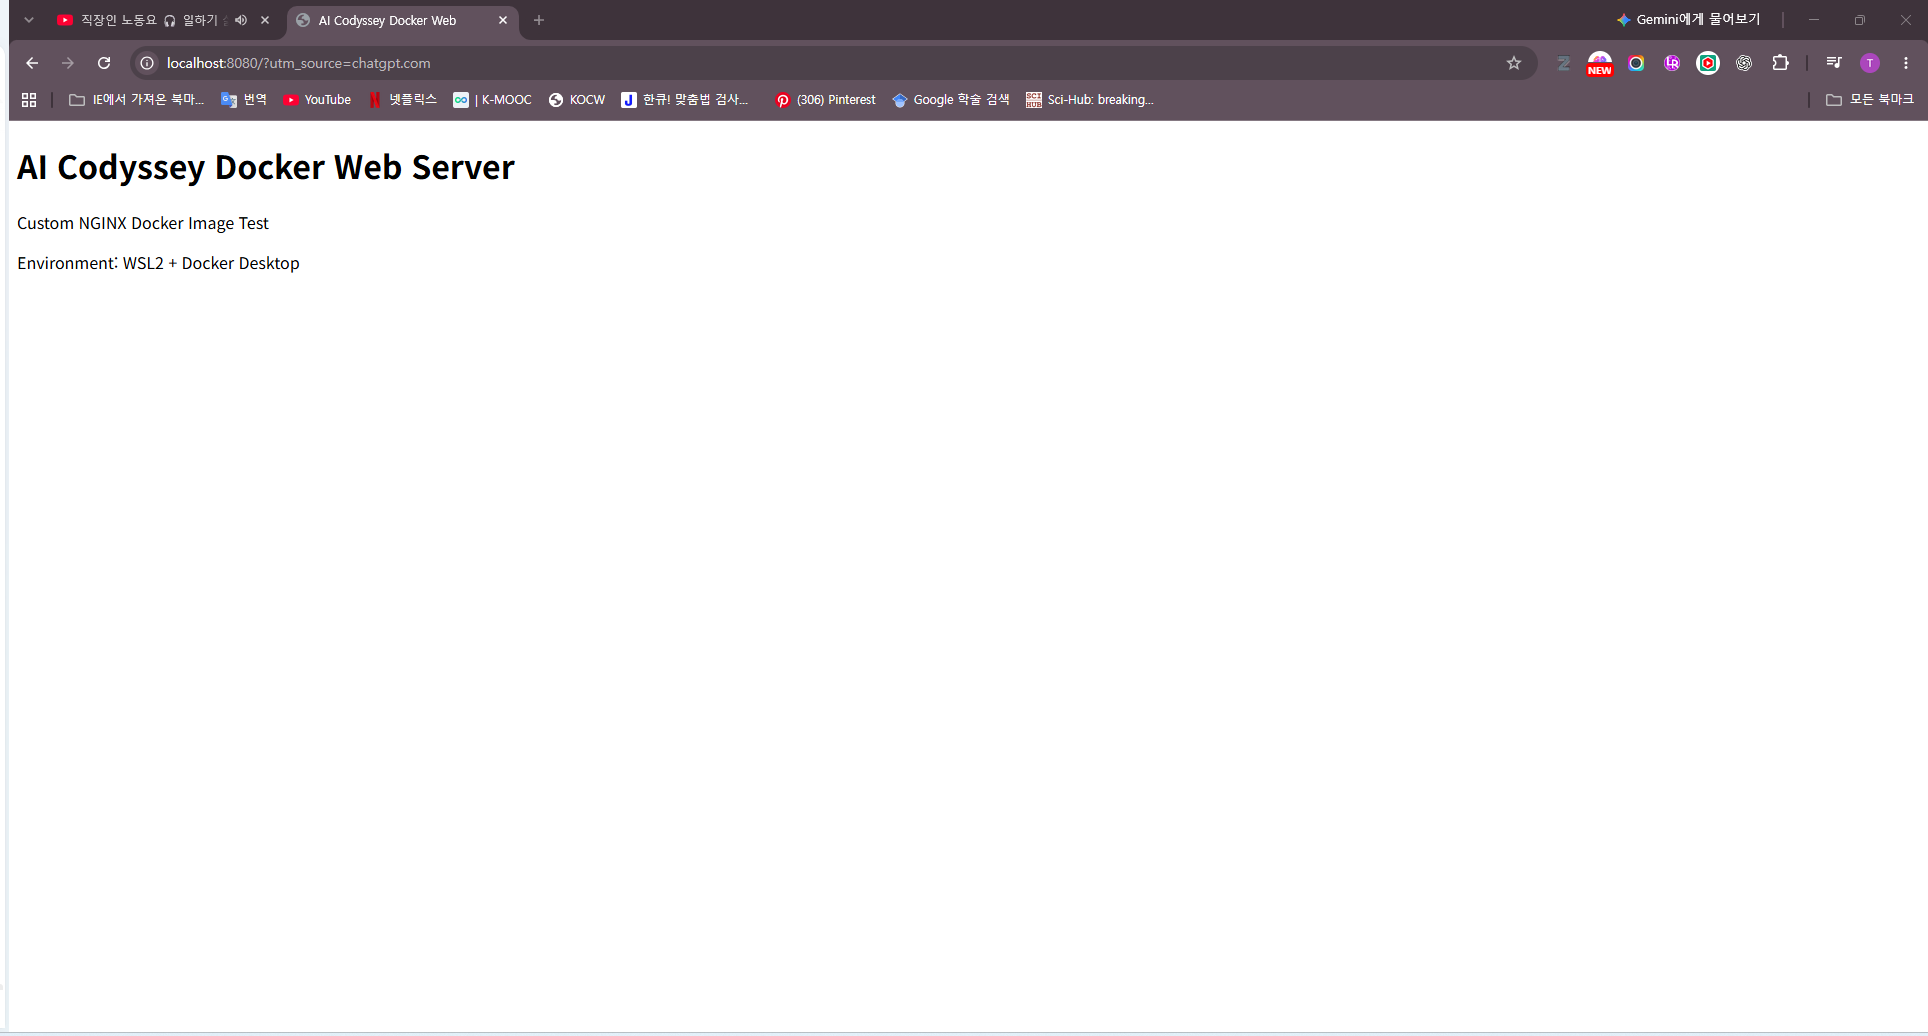 직장인 노동요 🎧 일하기
AI Codyssey Docker Web
Gemini에게 물어보기
localhost:8080/?utm_source=chatgpt.com
NEW
T
IE에서 가져온 북마...
번역
YouTube
넷플릭스
| K-MOOC
KOCW
한큐! 맞춤법 검사...
(306) Pinterest
Google 학술 검색
SCI HUB
Sci-Hub: breaking...
모든 북마크
AI Codyssey Docker Web Server
Custom NGINX Docker Image Test
Environment: WSL2 + Docker Desktop